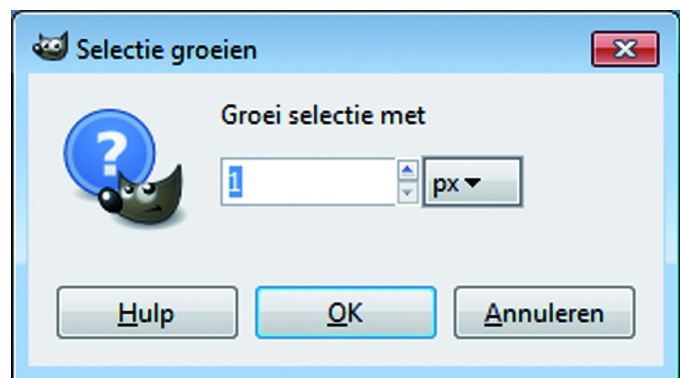 Selectie groeien
Groei selectie met
1 px
Hulp OK Annuleren